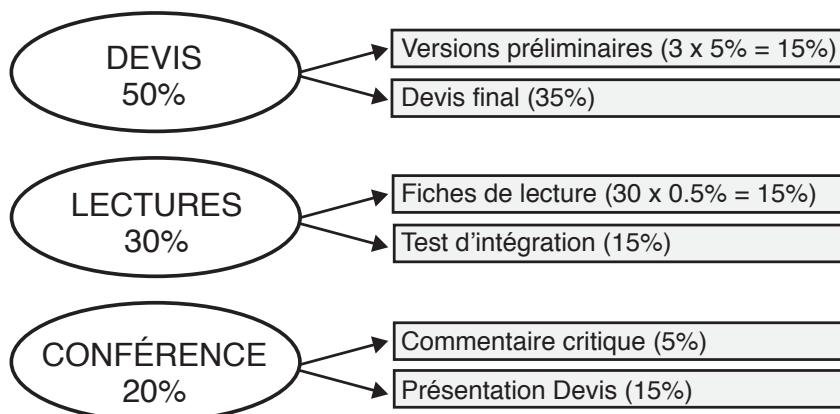 DEVIS
50%
Versions préliminaires (3 x 5% = 15%)
Devis final (35%)
LECTURES
30%
Fiches de lecture (30 x 0.5% = 15%)
Test d’intégration (15%)
CONFÉRENCE
20%
Commentaire critique (5%)
Présentation Devis (15%)